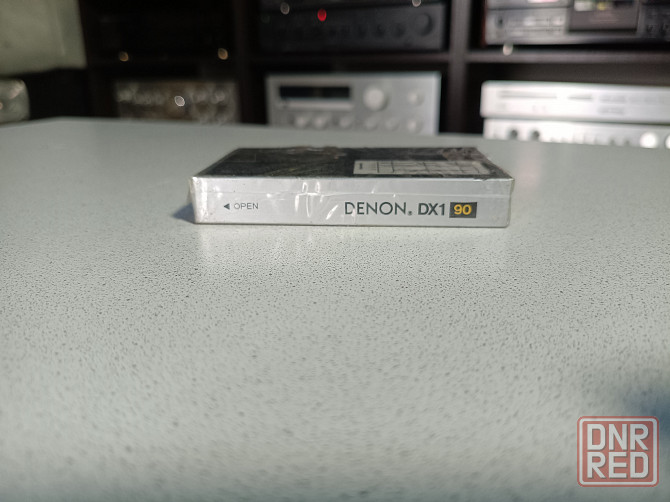 ◀ OPEN DENON® DX1 90
DNR
RED